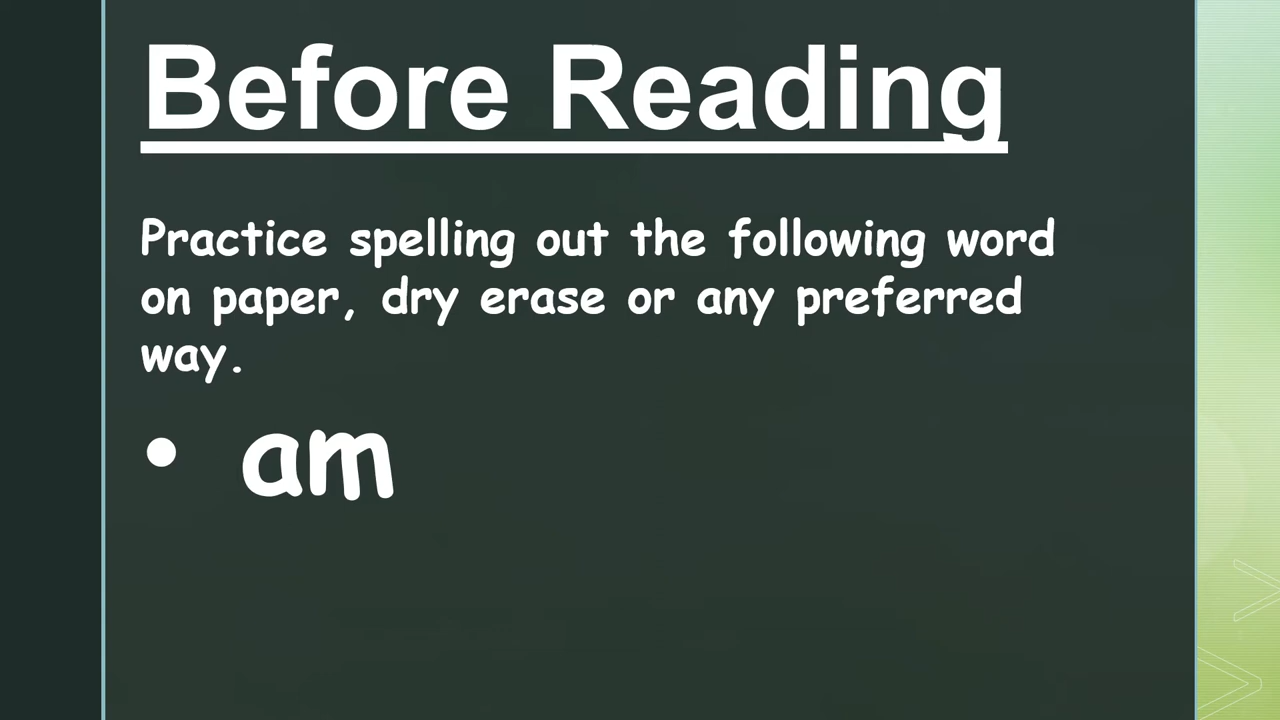 Before Reading
Practice spelling out the following word
on paper, dry erase or any preferred
way.
• am